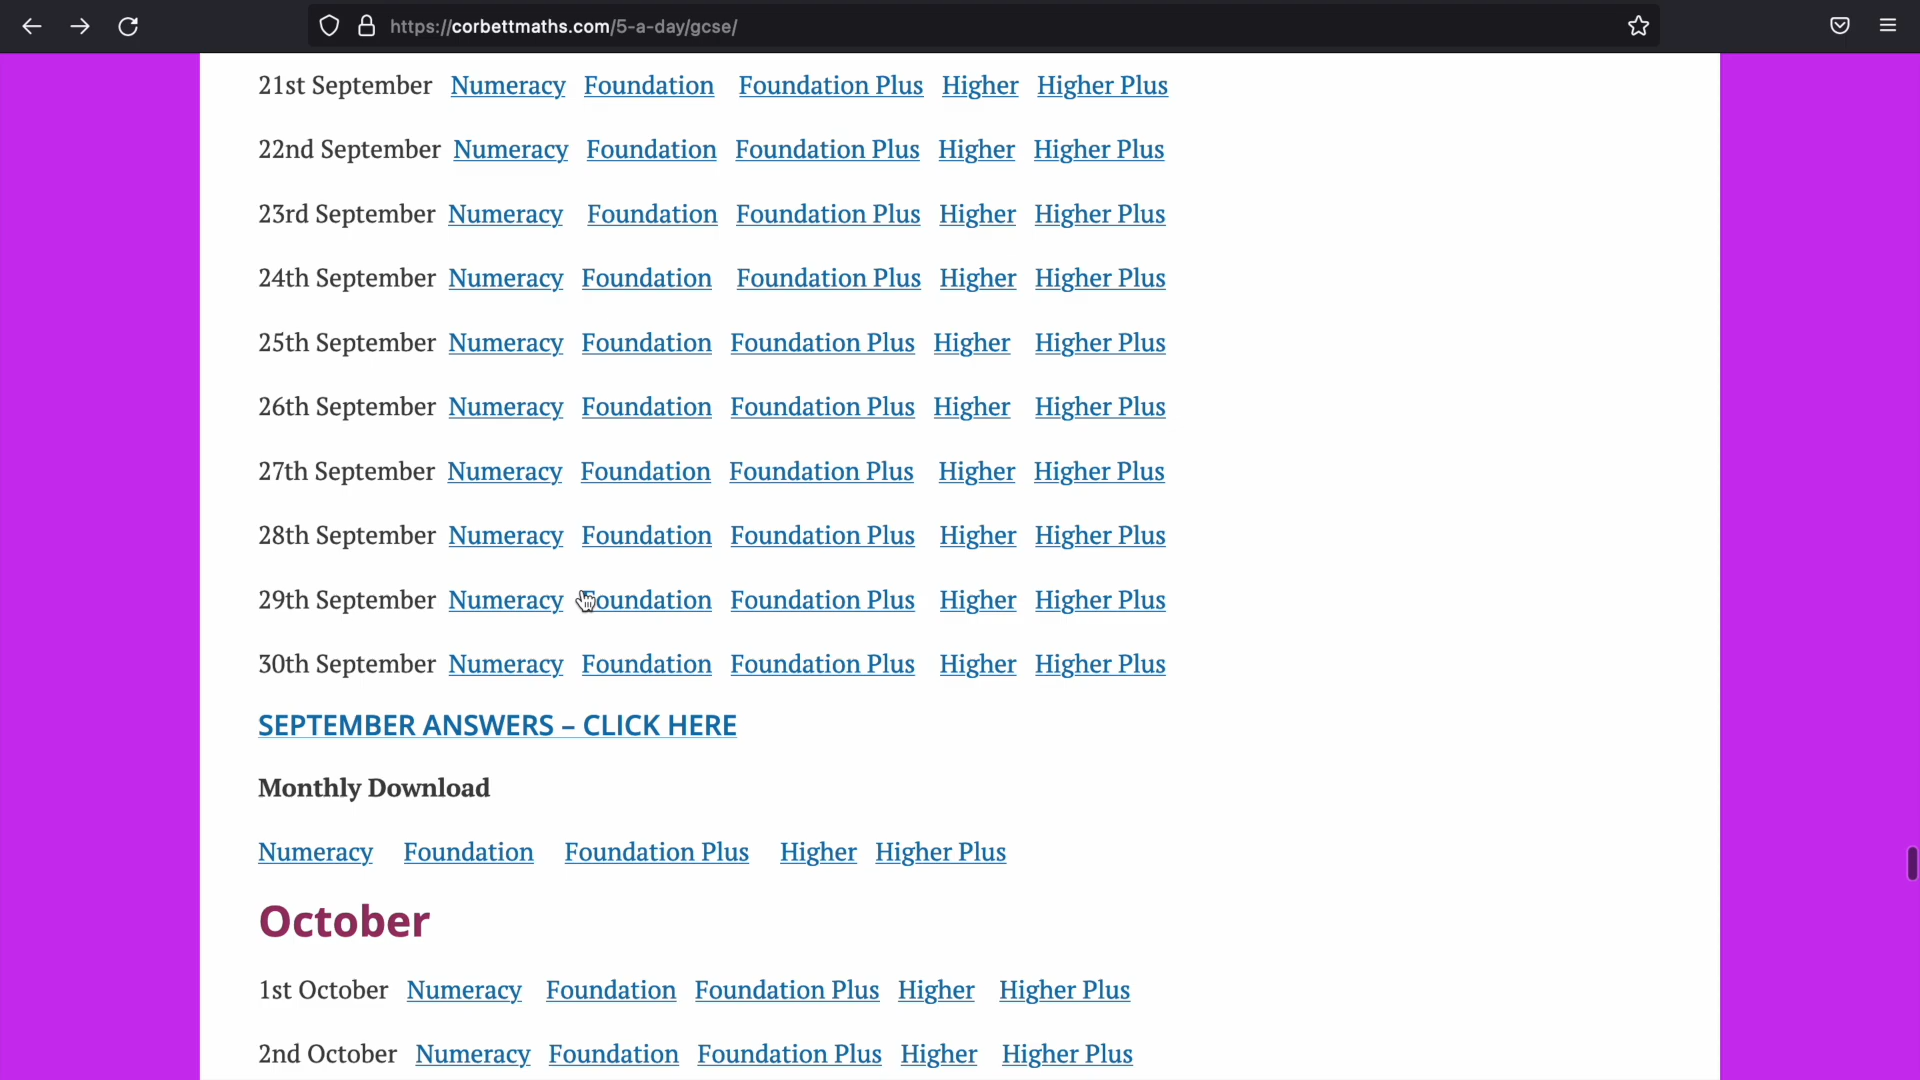 https://corbettmaths.com/5-a-day/gcse/
21st September Numeracy Foundation Foundation Plus Higher Higher Plus
22nd September Numeracy Foundation Foundation Plus Higher Higher Plus
23rd September Numeracy Foundation Foundation Plus Higher Higher Plus
24th September Numeracy Foundation Foundation Plus Higher Higher Plus
25th September Numeracy Foundation Foundation Plus Higher Higher Plus
26th September Numeracy Foundation Foundation Plus Higher Higher Plus
27th September Numeracy Foundation Foundation Plus Higher Higher Plus
28th September Numeracy Foundation Foundation Plus Higher Higher Plus
29th September Numeracy Foundation Foundation Plus Higher Higher Plus
30th September Numeracy Foundation Foundation Plus Higher Higher Plus
SEPTEMBER ANSWERS – CLICK HERE
Monthly Download
Numeracy Foundation Foundation Plus Higher Higher Plus
October
1st October Numeracy Foundation Foundation Plus Higher Higher Plus
2nd October Numeracy Foundation Foundation Plus Higher Higher Plus